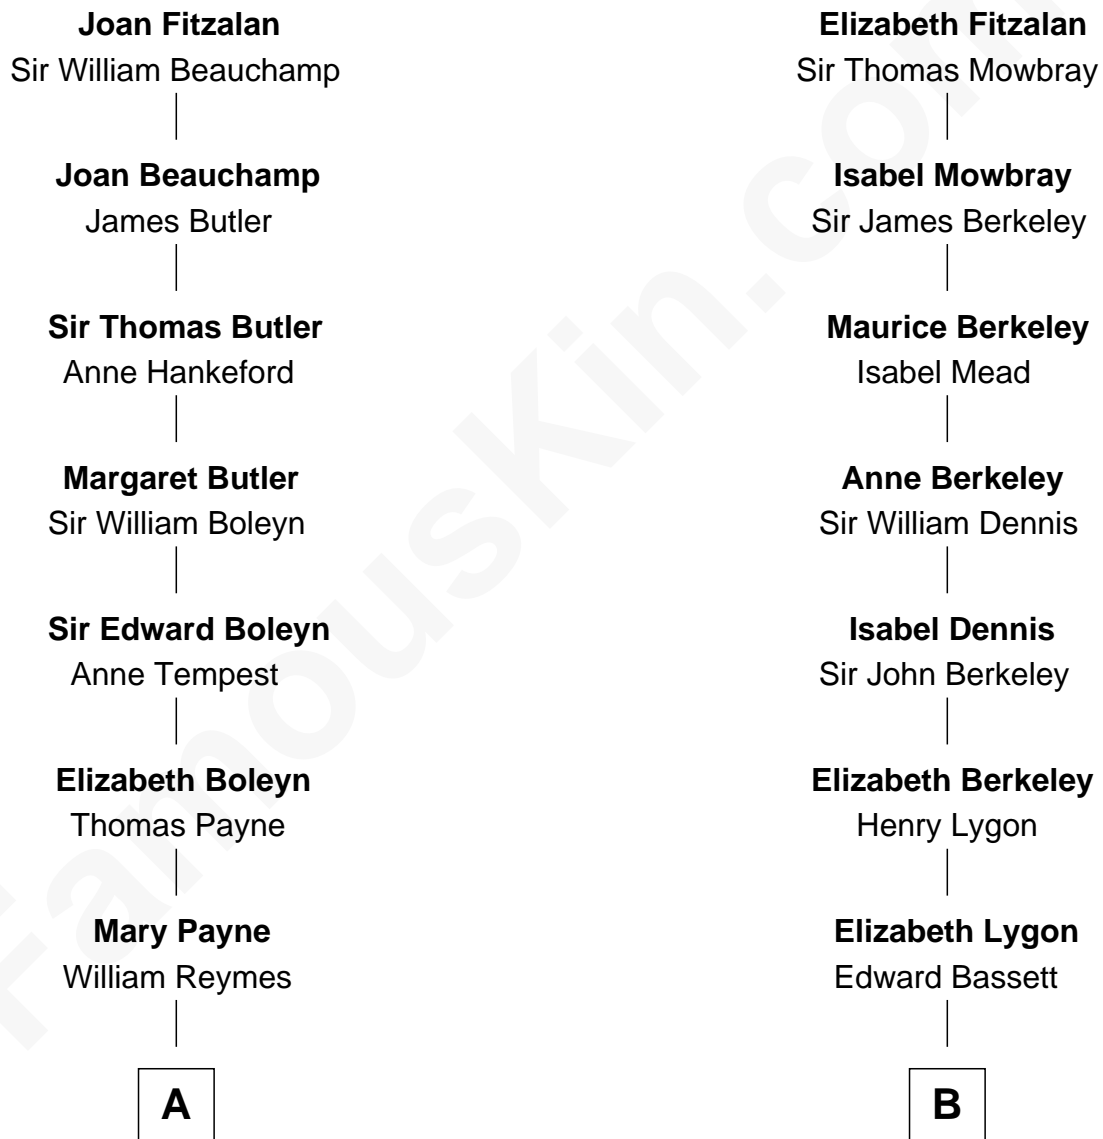 Joan Fitzalan
Sir William Beauchamp
Joan Beauchamp
James Butler
Sir Thomas Butler
Anne Hankeford
Margaret Butler
Sir William Boleyn
Sir Edward Boleyn
Anne Tempest
Elizabeth Boleyn
Thomas Payne
Mary Payne
William Reymes
A
Elizabeth Fitzalan
Sir Thomas Mowbray
Isabel Mowbray
Sir James Berkeley
Maurice Berkeley
Isabel Mead
Anne Berkeley
Sir William Dennis
Isabel Dennis
Sir John Berkeley
Elizabeth Berkeley
Henry Lygon
Elizabeth Lygon
Edward Bassett
B
FamousKin.com